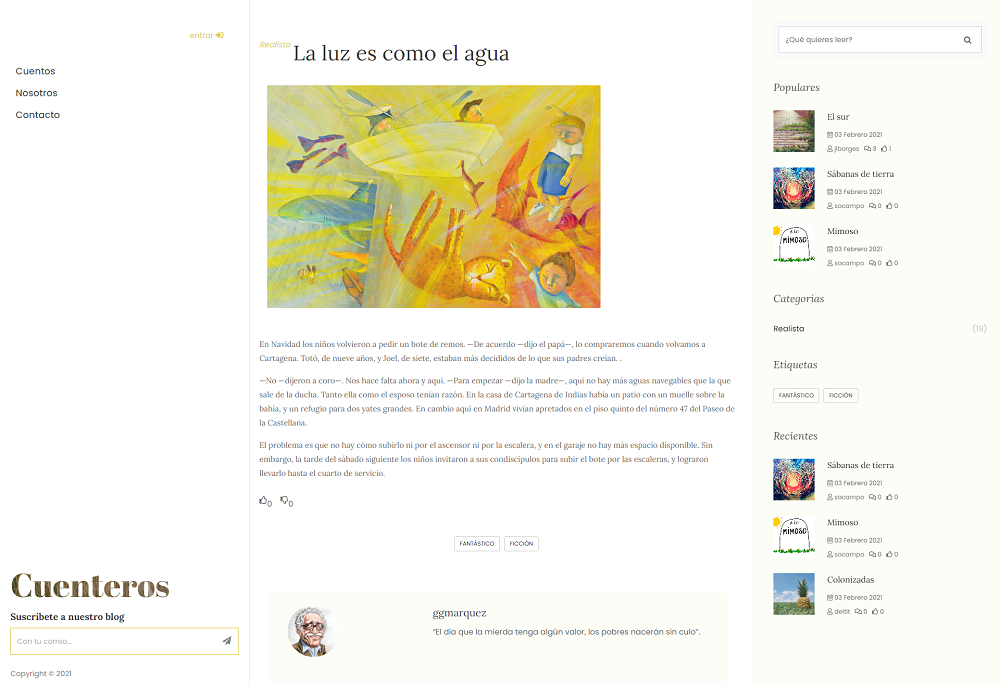 entrar
Cuentos
Nosotros
Contacto
Cuenteros
Suscríbete a nuestro blog
Con tu correo...
Copyright © 2021
Realista
La luz es como el agua
En Navidad los niños volvieron a pedir un bote de remos. —De acuerdo —dijo el papá—, lo compraremos cuando volvamos a
Cartagena. Totó, de nueve años, y Joel, de siete, estaban más decididos de lo que sus padres creían. .
—No —dijeron a coro—. Nos hace falta ahora y aquí. —Para empezar —dijo la madre—, aquí no hay más aguas navegables que la que
sale de la ducha. Tanto ella como el esposo tenían razón. En la casa de Cartagena de Indias había un patio con un muelle sobre la
bahía, y un refugio para dos yates grandes. En cambio aquí en Madrid vivían apretados en el piso quinto del número 47 del Paseo de
la Castellana.
El problema es que no hay cómo subirlo ni por el ascensor ni por la escalera, y en el garaje no hay más espacio disponible. Sin
embargo, la tarde del sábado siguiente los niños invitaron a sus condiscípulos para subir el bote por las escaleras, y lograron
llevarlo hasta el cuarto de servicio.
0 0
FANTÁSTICO FICCIÓN
ggmarquez
“El día que la mierda tenga algún valor, los pobres nacerán sin culo”.
¿Qué quieres leer?
Populares
El sur
03 Febrero 2021
jlborges 3 1
Sábanas de tierra
03 Febrero 2021
socampo 0 0
MIMOSO
Mimoso
03 Febrero 2021
socampo 0 0
Categorías
Realista (19)
Etiquetas
FANTÁSTICO FICCIÓN
Recientes
Sábanas de tierra
03 Febrero 2021
socampo 0 0
MIMOSO
Mimoso
03 Febrero 2021
socampo 0 0
Colonizadas
03 Febrero 2021
deltit 0 0